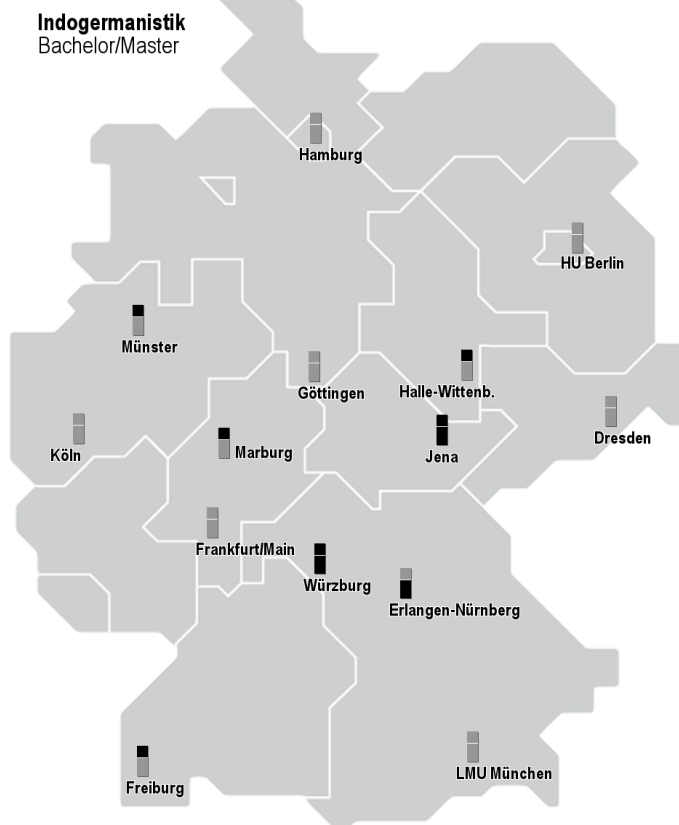 Indogermanistik
Bachelor/Master
Hamburg
HU Berlin
Münster
Göttingen
Halle-Wittenb.
Köln
Marburg
Jena
Dresden
Frankfurt/Main
Würzburg
Erlangen-Nürnberg
Freiburg
LMU München